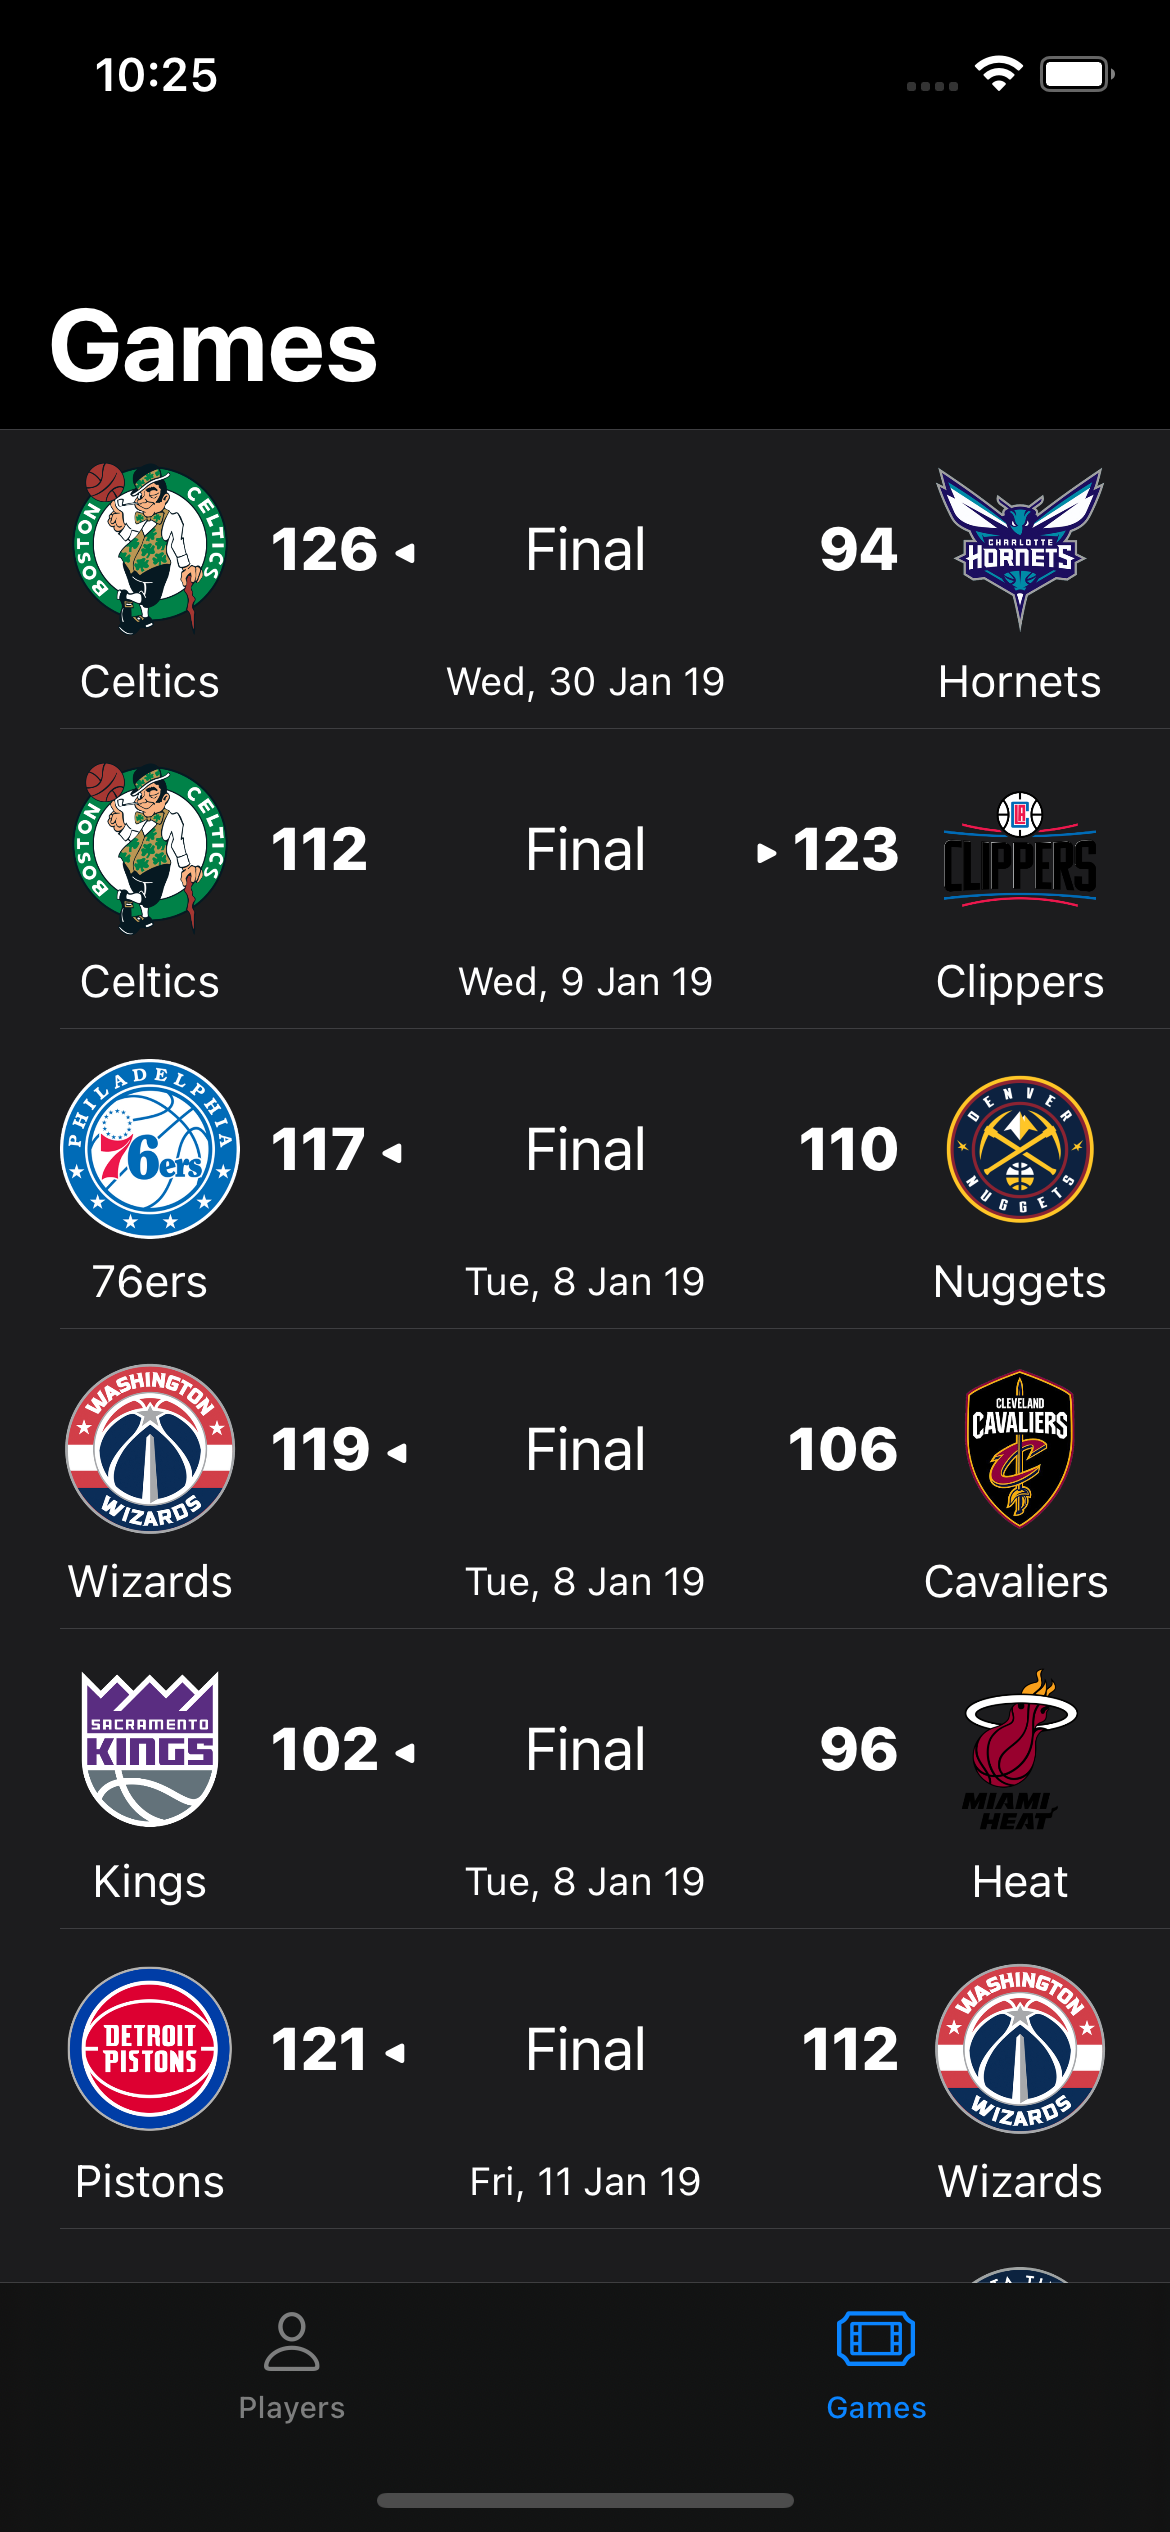 10:25
Games
BOSTON CELTICS
126
Final
94
CHARLOTTE
HORNETS
Celtics
Wed, 30 Jan 19
Hornets
BOSTON CELTICS
112
Final
123
LA
CLIPPERS
Celtics
Wed, 9 Jan 19
Clippers
PHILADELPHIA
76ers
117
Final
110
DENVER
NUGGETS
76ers
Tue, 8 Jan 19
Nuggets
WASHINGTON
WIZARDS
119
Final
106
CLEVELAND
CAVALIERS
C
Wizards
Tue, 8 Jan 19
Cavaliers
SACRAMENTO
KINGS
102
Final
96
MIAMI
HEAT
Kings
Tue, 8 Jan 19
Heat
DETROIT
PISTONS
121
Final
112
WASHINGTON
WIZARDS
Pistons
Fri, 11 Jan 19
Wizards
Players
Games